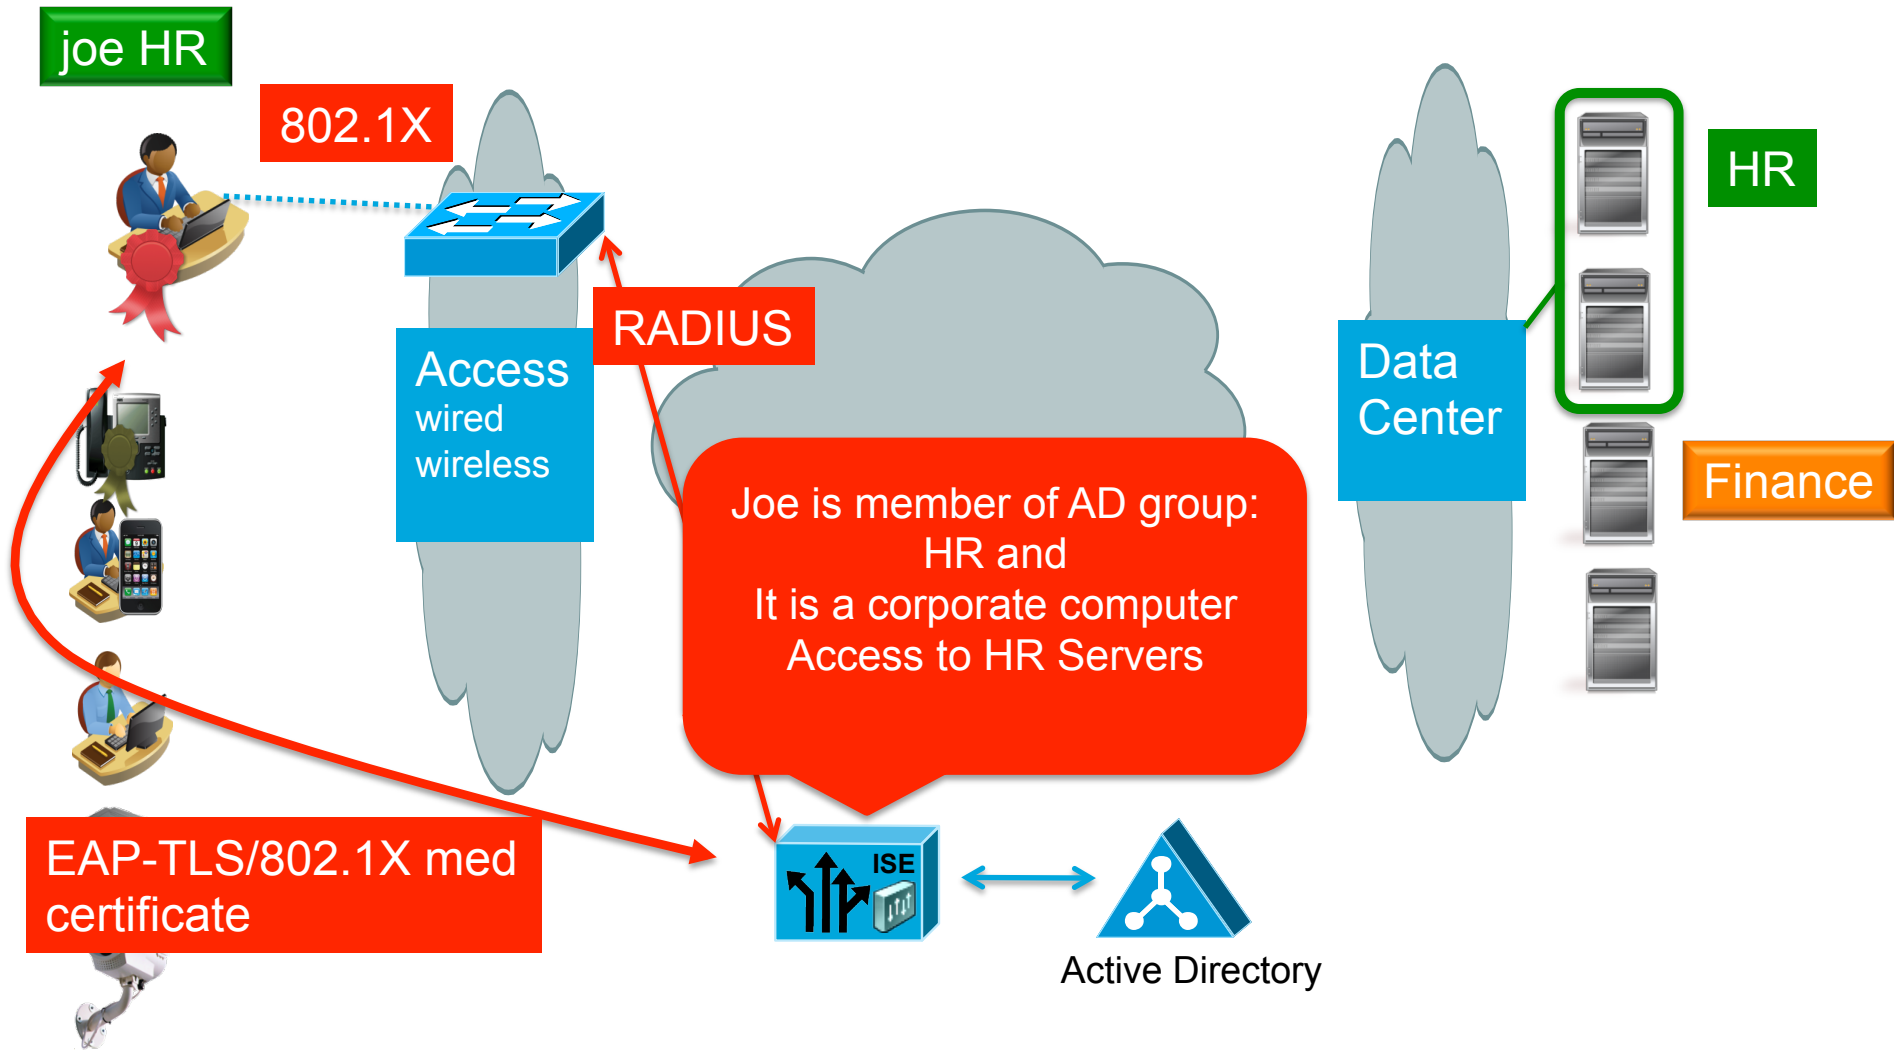 joe HR
802.1X
HR
RADIUS
Access
wired
wireless
Data
Center
Finance
Joe is member of AD group:
HR and
It is a corporate computer
Access to HR Servers
EAP-TLS/802.1X med
certificate
ISE
Active Directory